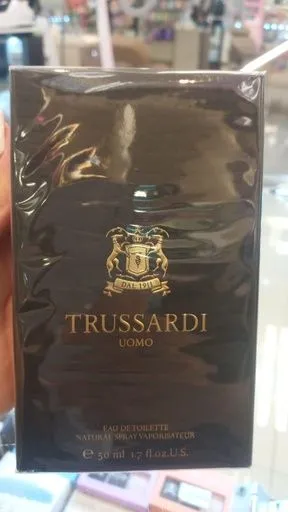 DAL 1911
TRUSSARDI
UOMO
EAU DE TOILETTE
NATURAL SPRAY VAPORISATEUR
℮ 50 ml 1.7 fl.oz.U.S.